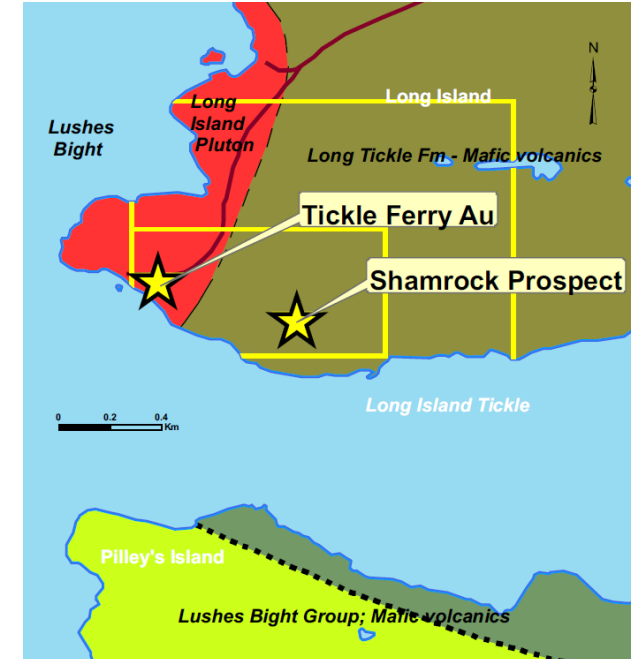 N
Long Island
Long
Island
Pluton
Lushes
Bight
Long Tickle Fm - Mafic volcanics
Tickle Ferry Au
Shamrock Prospect
Long Island Tickle
0 0.2 0.4
Km
Pilley's Island
Lushes Bight Group; Mafic volcanics